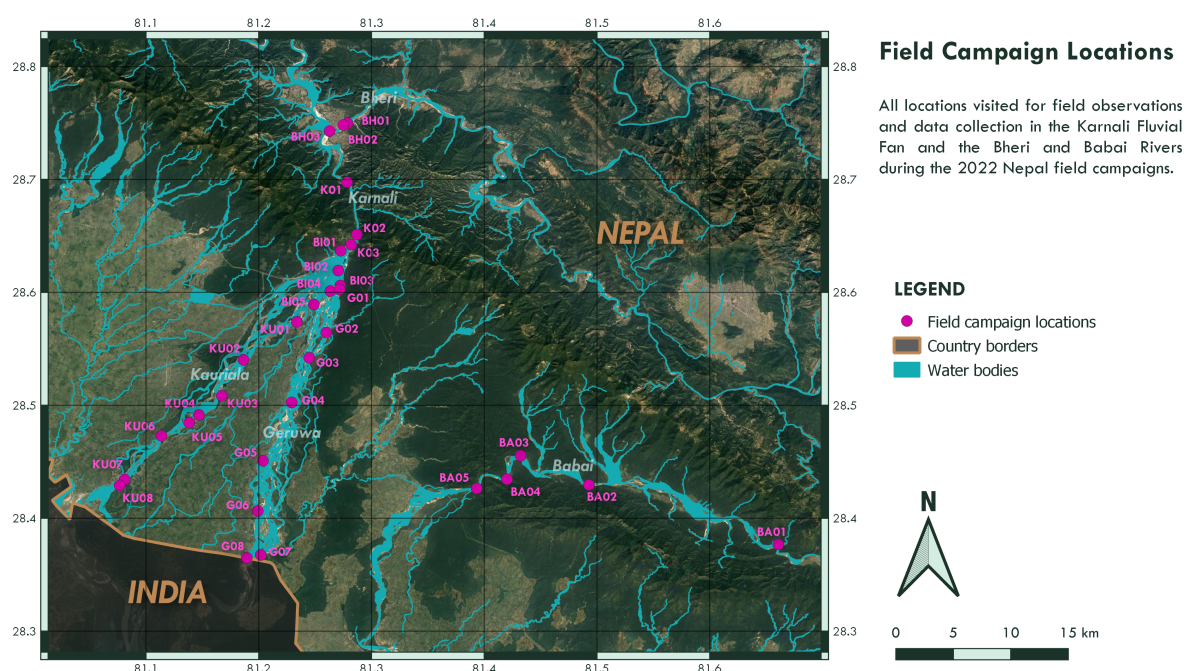 81.1 81.2 81.3 81.4 81.5 81.6
28.8 28.8
28.7 28.7
28.6 28.6
28.5 28.5
28.4 28.4
28.3 28.3
81.1 81.2 81.3 81.4 81.5 81.6
Bheri
BH01
BH03
BH02
K01
Karnali
K02
BI01
K03
NEPAL
BI02
BI04
BI03
BI05
G01
KU01
G02
KU02
G03
Kauriala
KU04
KU03
G04
KU06
KU05
Geruwa
G05
KU07
KU08
G06
G08
G07
INDIA
BA03
Babai
BA05
BA04
BA02
BA01
Field Campaign Locations
All locations visited for field observations
and data collection in the Karnali Fluvial
Fan and the Bheri and Babai Rivers
during the 2022 Nepal field campaigns.
LEGEND
Field campaign locations
Country borders
Water bodies
N
0 5 10 15 km